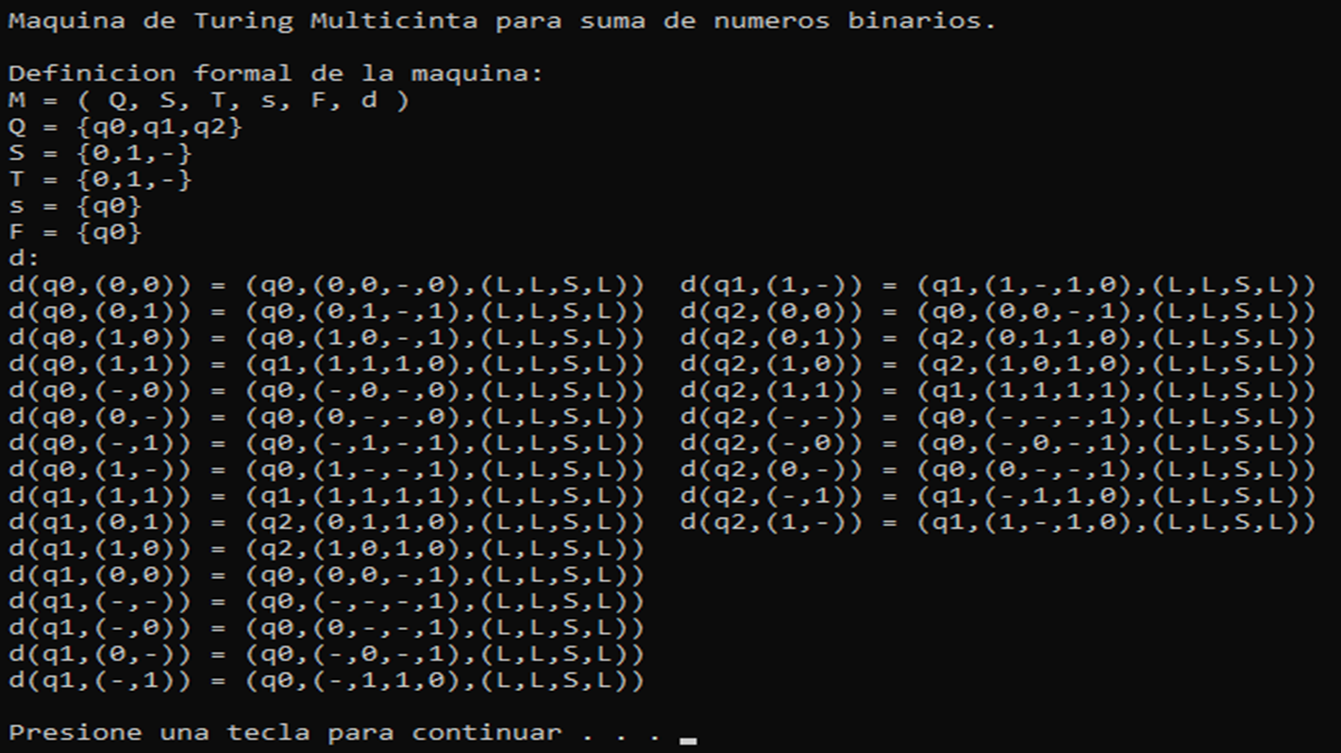 Maquina de Turing Multicinta para suma de numeros binarios.
Definicion formal de la maquina:
M = ( Q, S, T, s, F, d )
Q = {q0,q1,q2}
S = {0,1,-}
T = {0,1,-}
s = {q0}
F = {q0}
d:
d(q0,(0,0)) = (q0,(0,0,-,0),(L,L,S,L))  d(q1,(1,-)) = (q1,(1,-,1,0),(L,L,S,L))
d(q0,(0,1)) = (q0,(0,1,-,1),(L,L,S,L))  d(q2,(0,0)) = (q0,(0,0,-,1),(L,L,S,L))
d(q0,(1,0)) = (q0,(1,0,-,1),(L,L,S,L))  d(q2,(0,1)) = (q2,(0,1,1,0),(L,L,S,L))
d(q0,(1,1)) = (q1,(1,1,1,0),(L,L,S,L))  d(q2,(1,0)) = (q2,(1,0,1,0),(L,L,S,L))
d(q0,(-,0)) = (q0,(-,0,-,0),(L,L,S,L))  d(q2,(1,1)) = (q1,(1,1,1,1),(L,L,S,L))
d(q0,(0,-)) = (q0,(0,-,-,0),(L,L,S,L))  d(q2,(-,-)) = (q0,(-,-,-,1),(L,L,S,L))
d(q0,(-,1)) = (q0,(-,1,-,1),(L,L,S,L))  d(q2,(-,0)) = (q0,(-,0,-,1),(L,L,S,L))
d(q0,(1,-)) = (q0,(1,-,-,1),(L,L,S,L))  d(q2,(0,-)) = (q0,(0,-,-,1),(L,L,S,L))
d(q1,(1,1)) = (q1,(1,1,1,1),(L,L,S,L))  d(q2,(-,1)) = (q1,(-,1,1,0),(L,L,S,L))
d(q1,(0,1)) = (q2,(0,1,1,0),(L,L,S,L))  d(q2,(1,-)) = (q1,(1,-,1,0),(L,L,S,L))
d(q1,(1,0)) = (q2,(1,0,1,0),(L,L,S,L))
d(q1,(0,0)) = (q0,(0,0,-,1),(L,L,S,L))
d(q1,(-,-)) = (q0,(-,-,-,1),(L,L,S,L))
d(q1,(-,0)) = (q0,(0,-,-,1),(L,L,S,L))
d(q1,(0,-)) = (q0,(-,0,-,1),(L,L,S,L))
d(q1,(-,1)) = (q0,(-,1,1,0),(L,L,S,L))
Presione una tecla para continuar . . .